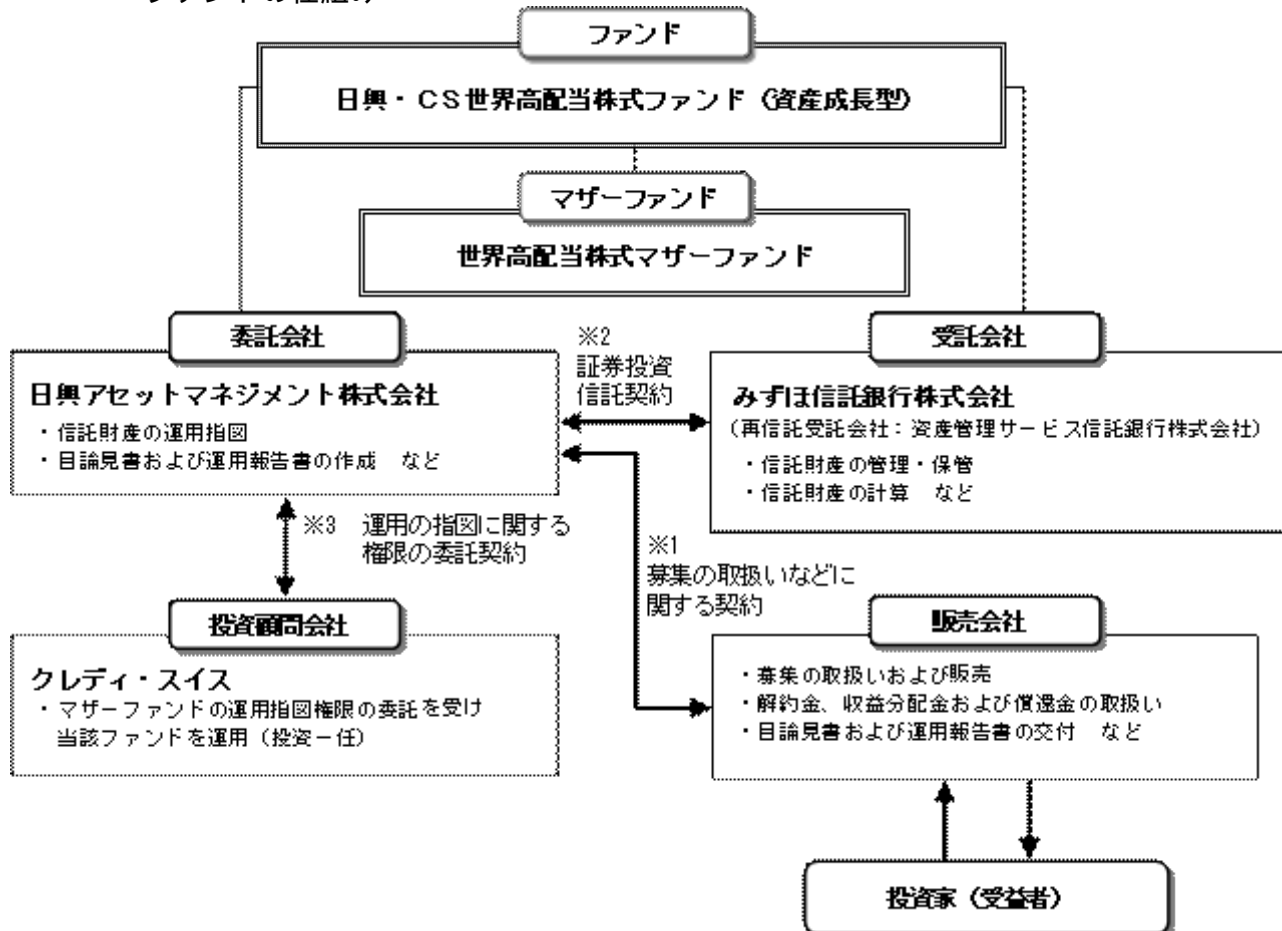 ファンドの仕組み
ファンド
日興・CS世界高配当株式ファンド（資産成長型）
マザーファンド
世界高配当株式マザーファンド
委託会社
日興アセットマネジメント株式会社
・信託財産の運用指図
・目論見書および運用報告書の作成　など
※2
証券投資
信託契約
受託会社
みずほ信託銀行株式会社
（再信託受託会社：資産管理サービス信託銀行株式会社）
・信託財産の管理・保管
・信託財産の計算　など
※3　運用の指図に関する
権限の委託契約
※1
募集の取扱いなどに
関する契約
投資顧問会社
クレディ・スイス
・マザーファンドの運用指図権限の委託を受け
当該ファンドを運用（投資一任）
販売会社
・募集の取扱いおよび販売
・解約金、収益分配金および償還金の取扱い
・目論見書および運用報告書の交付　など
投資家（受益者）